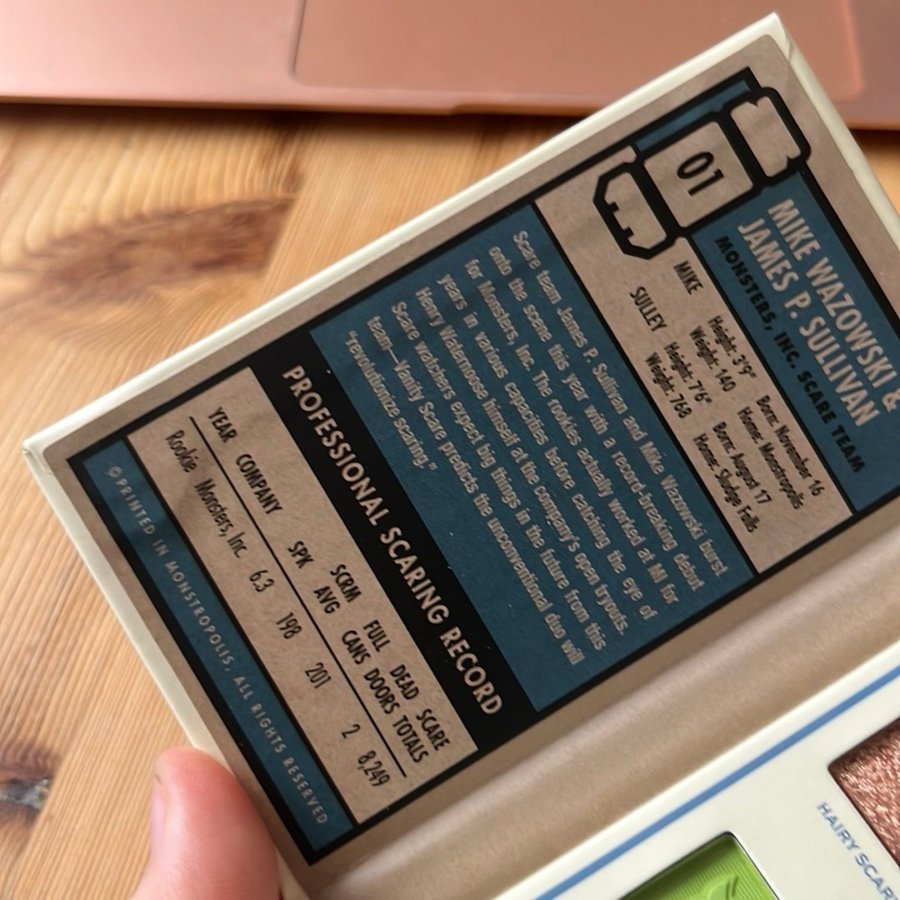 01
MIKE WAZOWSKI &
JAMES P. SULLIVAN
MONSTERS, INC. SCARE TEAM
MIKE Height: 3'9" Born: November 16
Weight: 140 Home: Monstropolis
SULLEY Height: 7'6" Born: August 17
Weight: 768 Home: Sludge Falls
Scare team James P. Sullivan and Mike Wazowski burst
onto the scene this year with a record-breaking debut
for Monsters, Inc. The rookies actually worked at MI for
years in various capacities before catching the eye of
Henry Waternoose himself at the company's open tryouts.
Scare watchers expect big things in the future from this
team—Vanity Scare predicts the unconventional duo will
"revolutionize scaring."
PROFESSIONAL SCARING RECORD
YEAR COMPANY SPK SCRM AVG FULL CANS DEAD DOORS SCARE TOTALS
Rookie Monsters, Inc 6.3 198 201 2 8,249
©PRINTED IN MONSTROPOLIS, ALL RIGHTS RESERVED
HAIRY SCARY